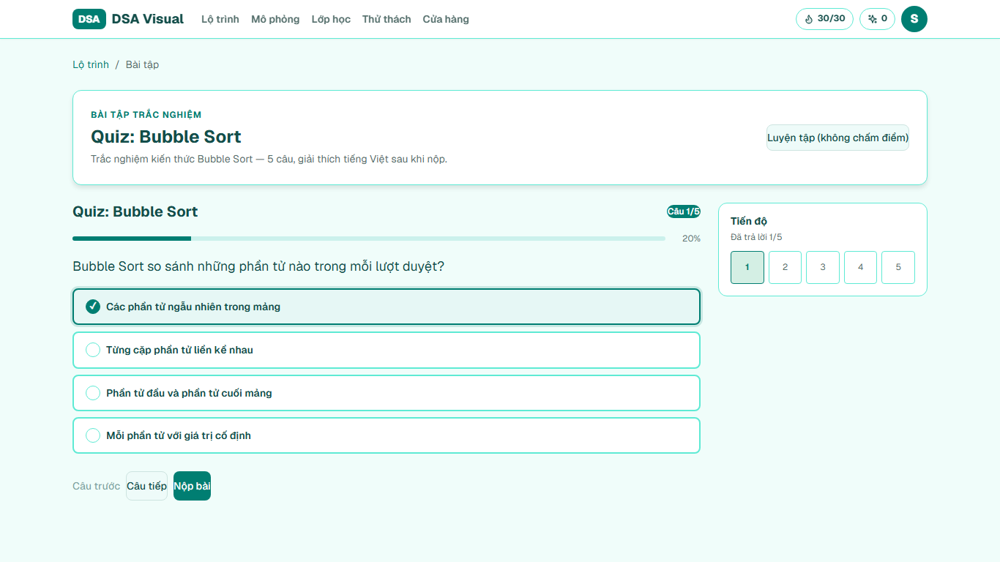 DSA DSA Visual Lộ trình Mô phỏng Lớp học Thử thách Cửa hàng 30/30 0 S
Lộ trình / Bài tập
BÀI TẬP TRẮC NGHIỆM
Quiz: Bubble Sort
Trắc nghiệm kiến thức Bubble Sort — 5 câu, giải thích tiếng Việt sau khi nộp.
Luyện tập (không chấm điểm)
Quiz: Bubble Sort
Câu 1/5
20%
Bubble Sort so sánh những phần tử nào trong mỗi lượt duyệt?
Các phần tử ngẫu nhiên trong mảng
Từng cặp phần tử liền kề nhau
Phần tử đầu và phần tử cuối mảng
Mỗi phần tử với giá trị cố định
Câu trước Câu tiếp Nộp bài
Tiến độ
Đã trả lời 1/5
1 2 3 4 5